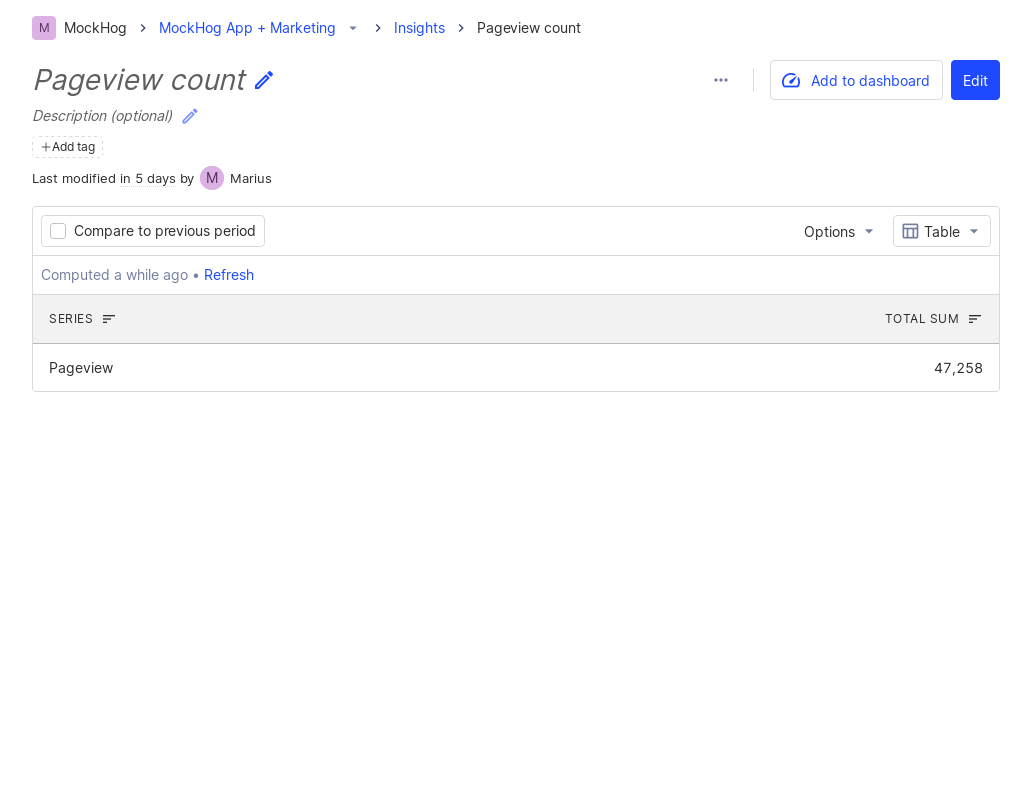 M MockHog MockHog App + Marketing Insights Pageview count
Pageview count
Add to dashboard
Edit
Description (optional)
Add tag
Last modified in 5 days by M Marius
Compare to previous period
Options
Table
Computed a while ago • Refresh
SERIES TOTAL SUM
Pageview 47,258